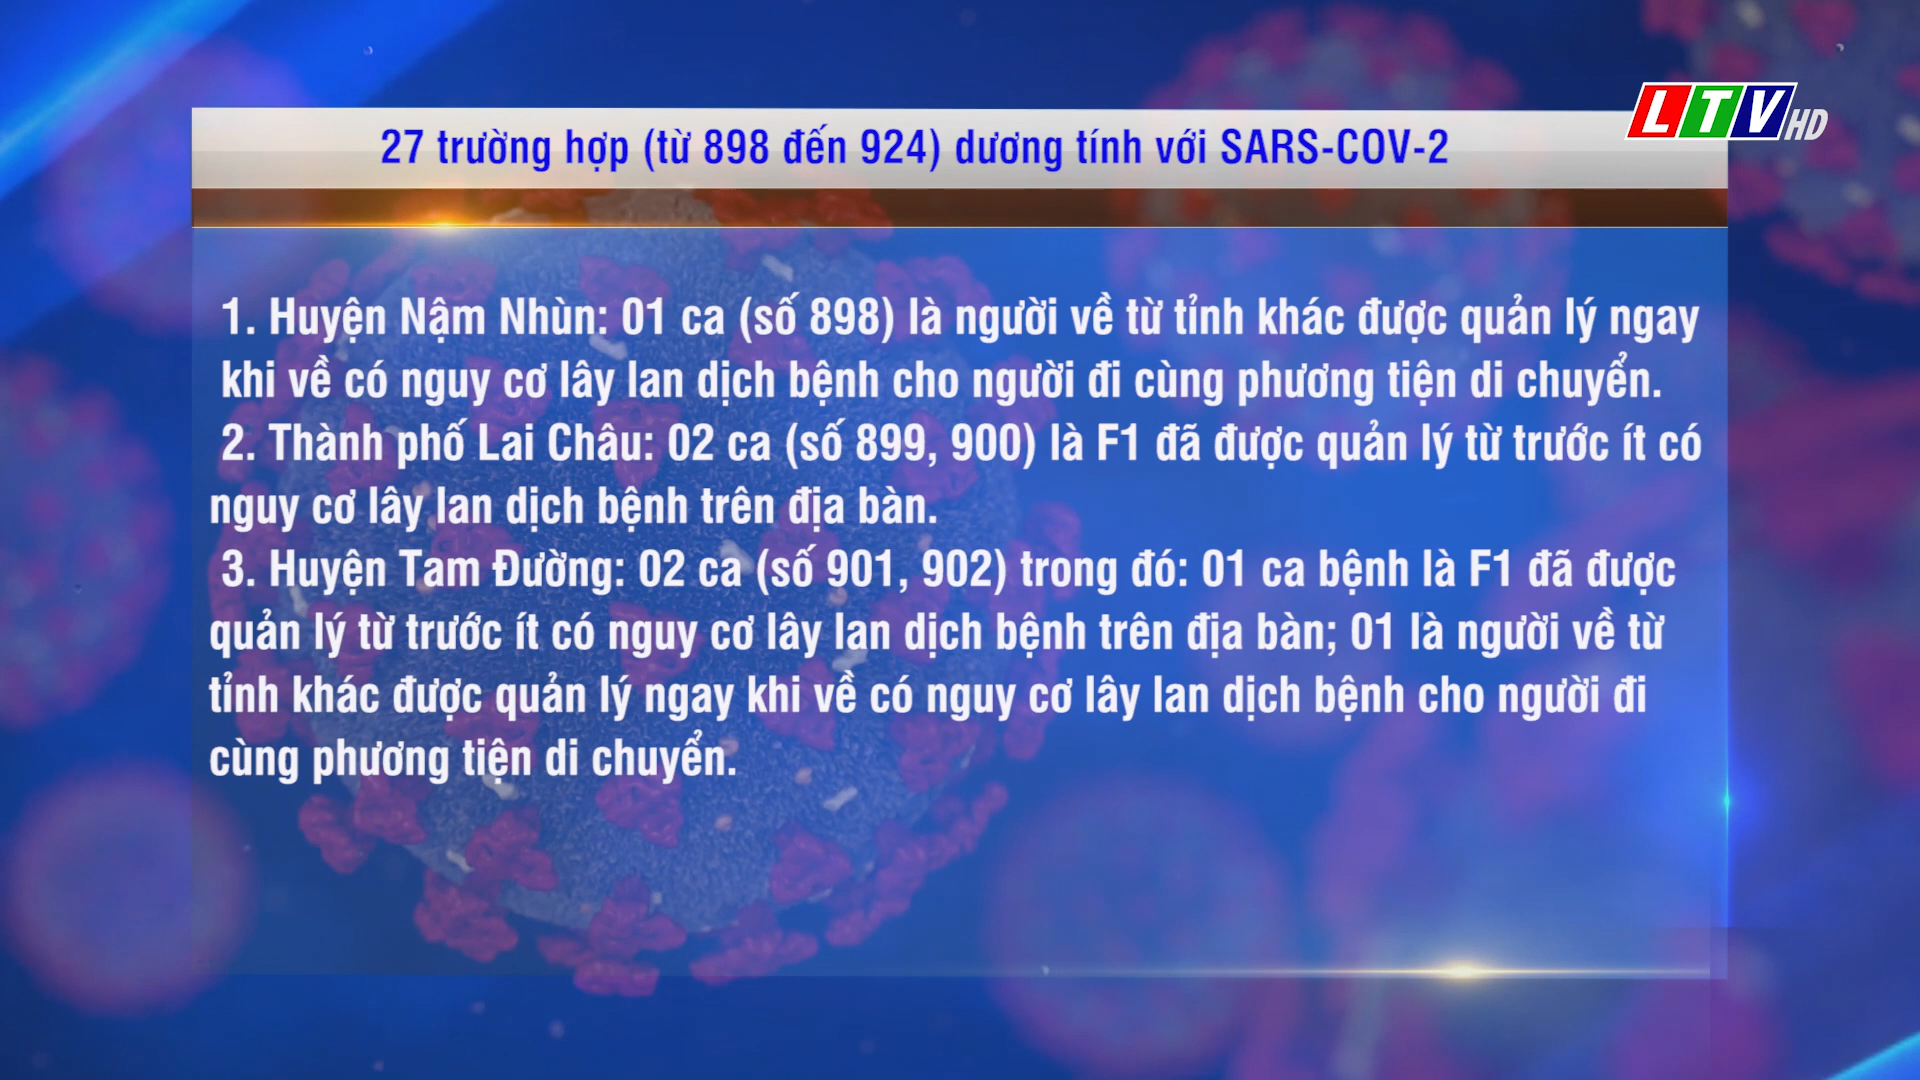 LTV HD
27 trường hợp (từ 898 đến 924) dương tính với SARS-COV-2
1. Huyện Nậm Nhùn: 01 ca (số 898) là người về từ tỉnh khác được quản lý ngay
khi về có nguy cơ lây lan dịch bệnh cho người đi cùng phương tiện di chuyển.
2. Thành phố Lai Châu: 02 ca (số 899, 900) là F1 đã được quản lý từ trước ít có
nguy cơ lây lan dịch bệnh trên địa bàn.
3. Huyện Tam Đường: 02 ca (số 901, 902) trong đó: 01 ca bệnh là F1 đã được
quản lý từ trước ít có nguy cơ lây lan dịch bệnh trên địa bàn; 01 là người về từ
tỉnh khác được quản lý ngay khi về có nguy cơ lây lan dịch bệnh cho người đi
cùng phương tiện di chuyển.